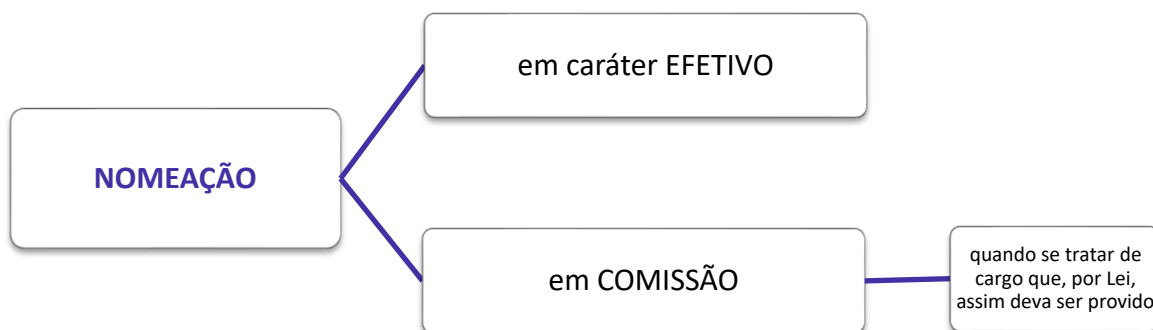 em caráter EFETIVO
NOMEAÇÃO
em COMISSÃO
quando se tratar de
cargo que, por Lei,
assim deva ser provido